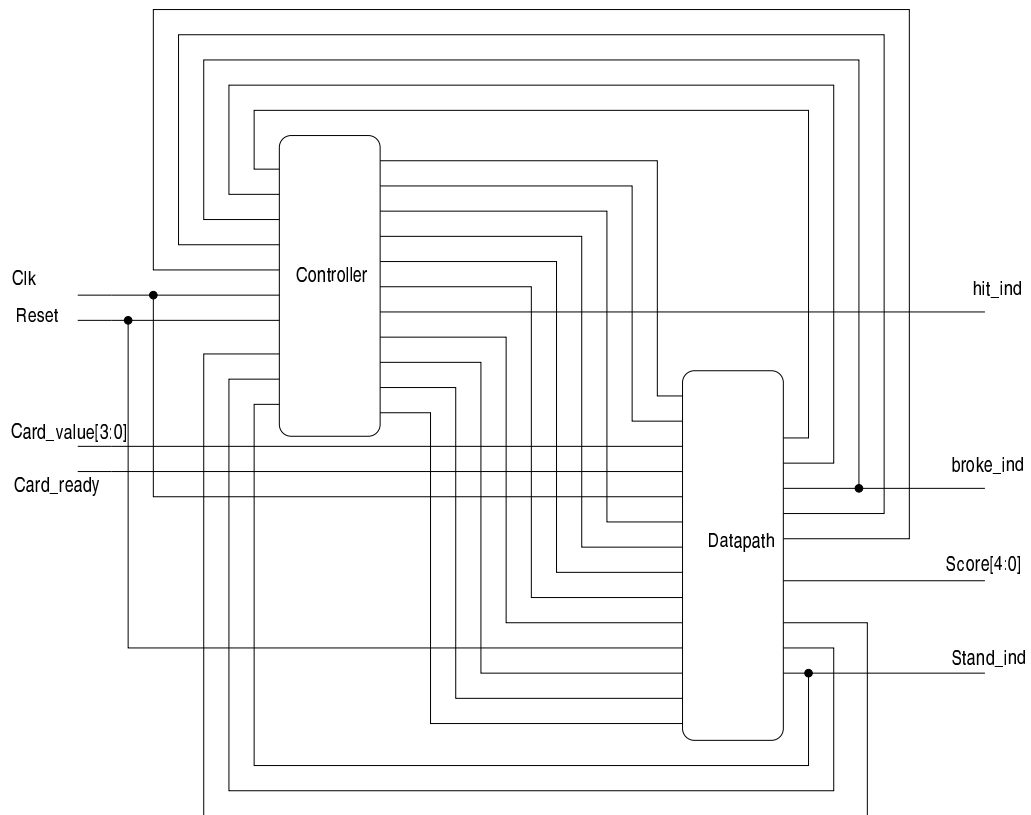 Clk
Reset
Controller
hit_ind
Card_value[3:0]
Card_ready
broke_ind
Datapath
Score[4:0]
Stand_ind